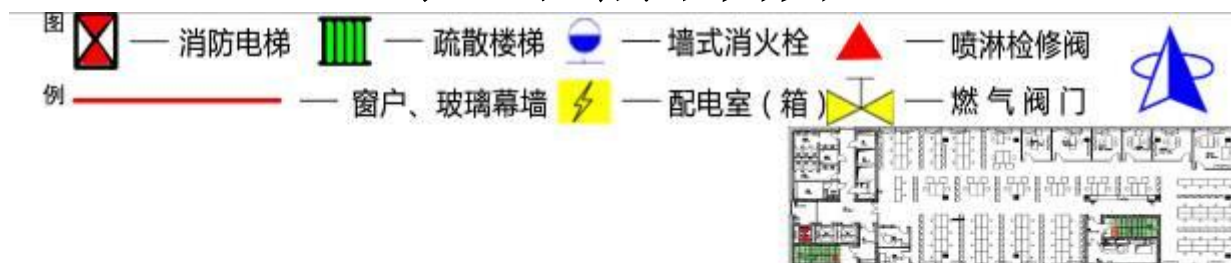 图 — 消防电梯 — 疏散楼梯 — 墙式消火栓 — 喷淋检修阀
例 — 窗户、玻璃幕墙 — 配电室（箱） — 燃气阀门